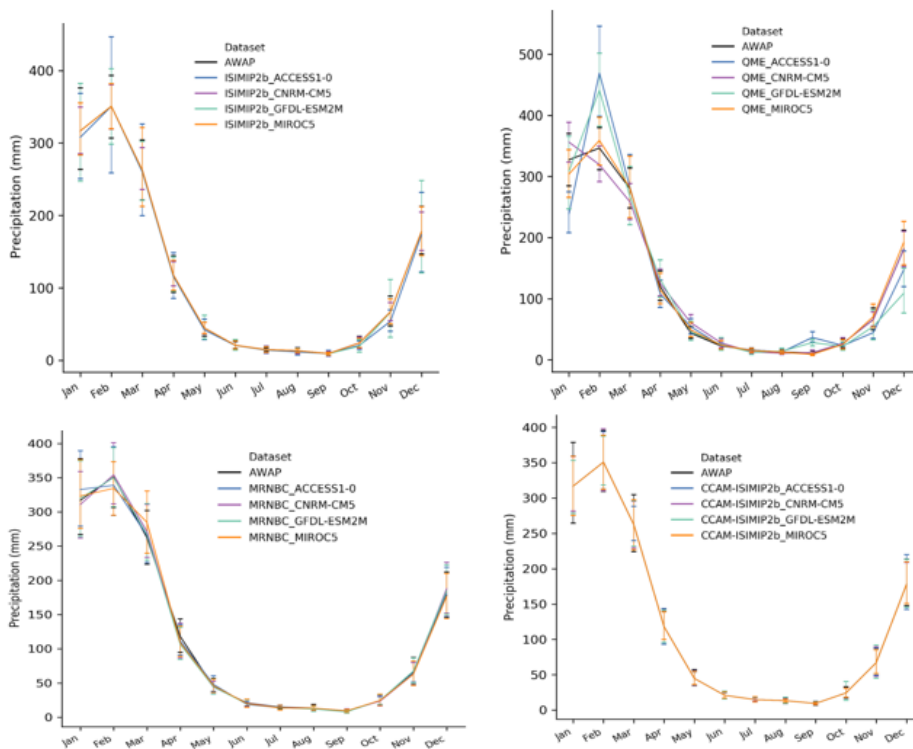 Precipitation (mm)
400
300
200
100
0
Dataset
AWAP
ISIMIP2b_ACCESS1-0
ISIMIP2b_CNRM-CM5
ISIMIP2b_GFDL-ESM2M
ISIMIP2b_MIROC5
Jan
Feb
Mar
Apr
May
Jun
Jul
Aug
Sep
Oct
Nov
Dec
Precipitation (mm)
500
400
300
200
100
0
Dataset
AWAP
QME_ACCESS1-0
QME_CNRM-CM5
QME_GFDL-ESM2M
QME_MIROC5
Jan
Feb
Mar
Apr
May
Jun
Jul
Aug
Sep
Oct
Nov
Dec
Precipitation (mm)
400
350
300
250
200
150
100
50
0
Dataset
AWAP
MRNBC_ACCESS1-0
MRNBC_CNRM-CM5
MRNBC_GFDL-ESM2M
MRNBC_MIROC5
Jan
Feb
Mar
Apr
May
Jun
Jul
Aug
Sep
Oct
Nov
Dec
Precipitation (mm)
400
350
300
250
200
150
100
50
0
Dataset
AWAP
CCAM-ISIMIP2b_ACCESS1-0
CCAM-ISIMIP2b_CNRM-CM5
CCAM-ISIMIP2b_GFDL-ESM2M
CCAM-ISIMIP2b_MIROC5
Jan
Feb
Mar
Apr
May
Jun
Jul
Aug
Sep
Oct
Nov
Dec